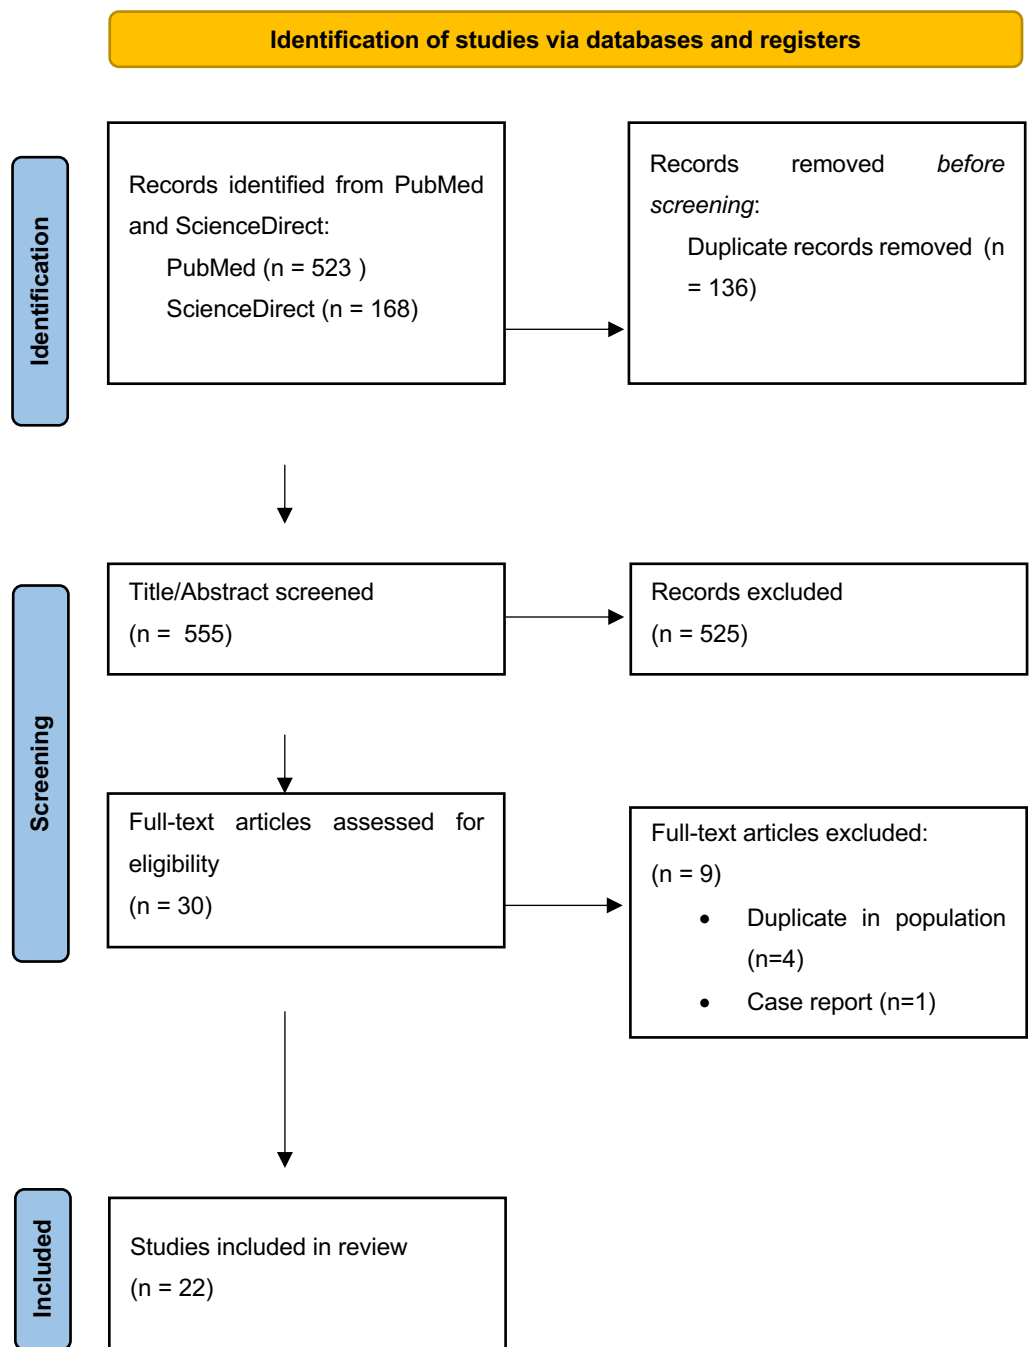 Identification of studies via databases and registers
Identification
Records identified from PubMed
and ScienceDirect:
PubMed (n = 523 )
ScienceDirect (n = 168)
Records removed before
screening:
Duplicate records removed (n
= 136)
Screening
Title/Abstract screened
(n = 555)
Records excluded
(n = 525)
Full-text articles assessed for
eligibility
(n = 30)
Full-text articles excluded:
(n = 9)
• Duplicate in population
(n=4)
• Case report (n=1)
Included
Studies included in review
(n = 22)